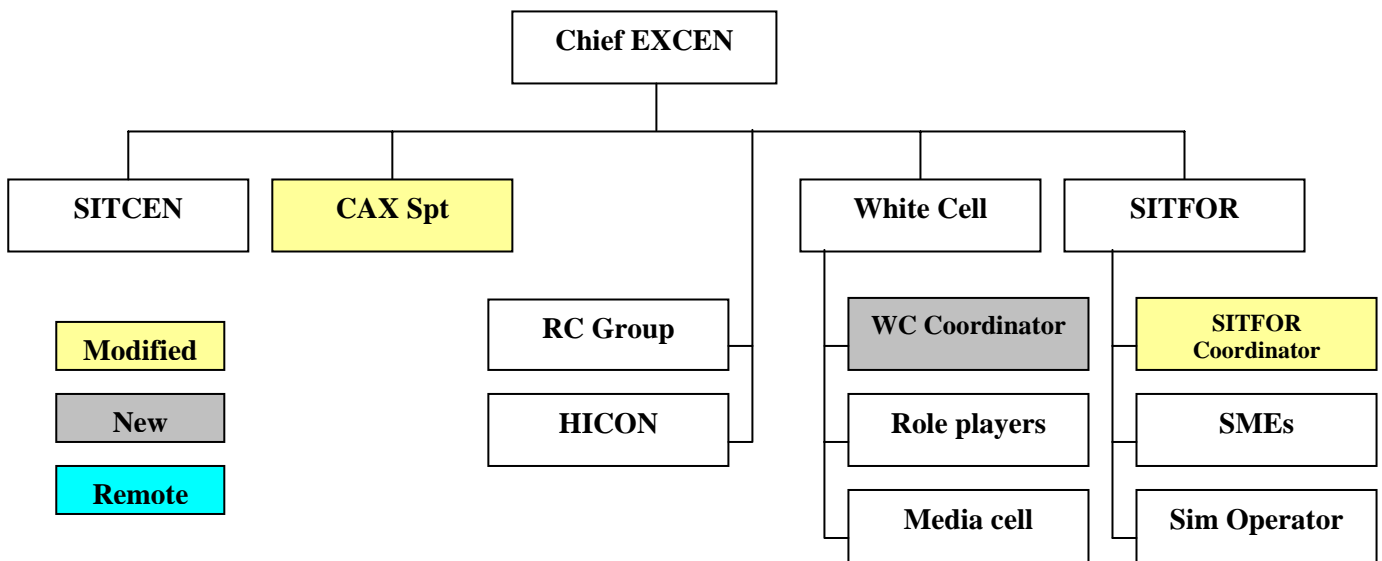 Chief EXCEN
SITCEN
CAX Spt
White Cell
SITFOR
RC Group
HICON
WC Coordinator
Role players
Media cell
SITFOR
Coordinator
SMEs
Sim Operator
Modified
New
Remote